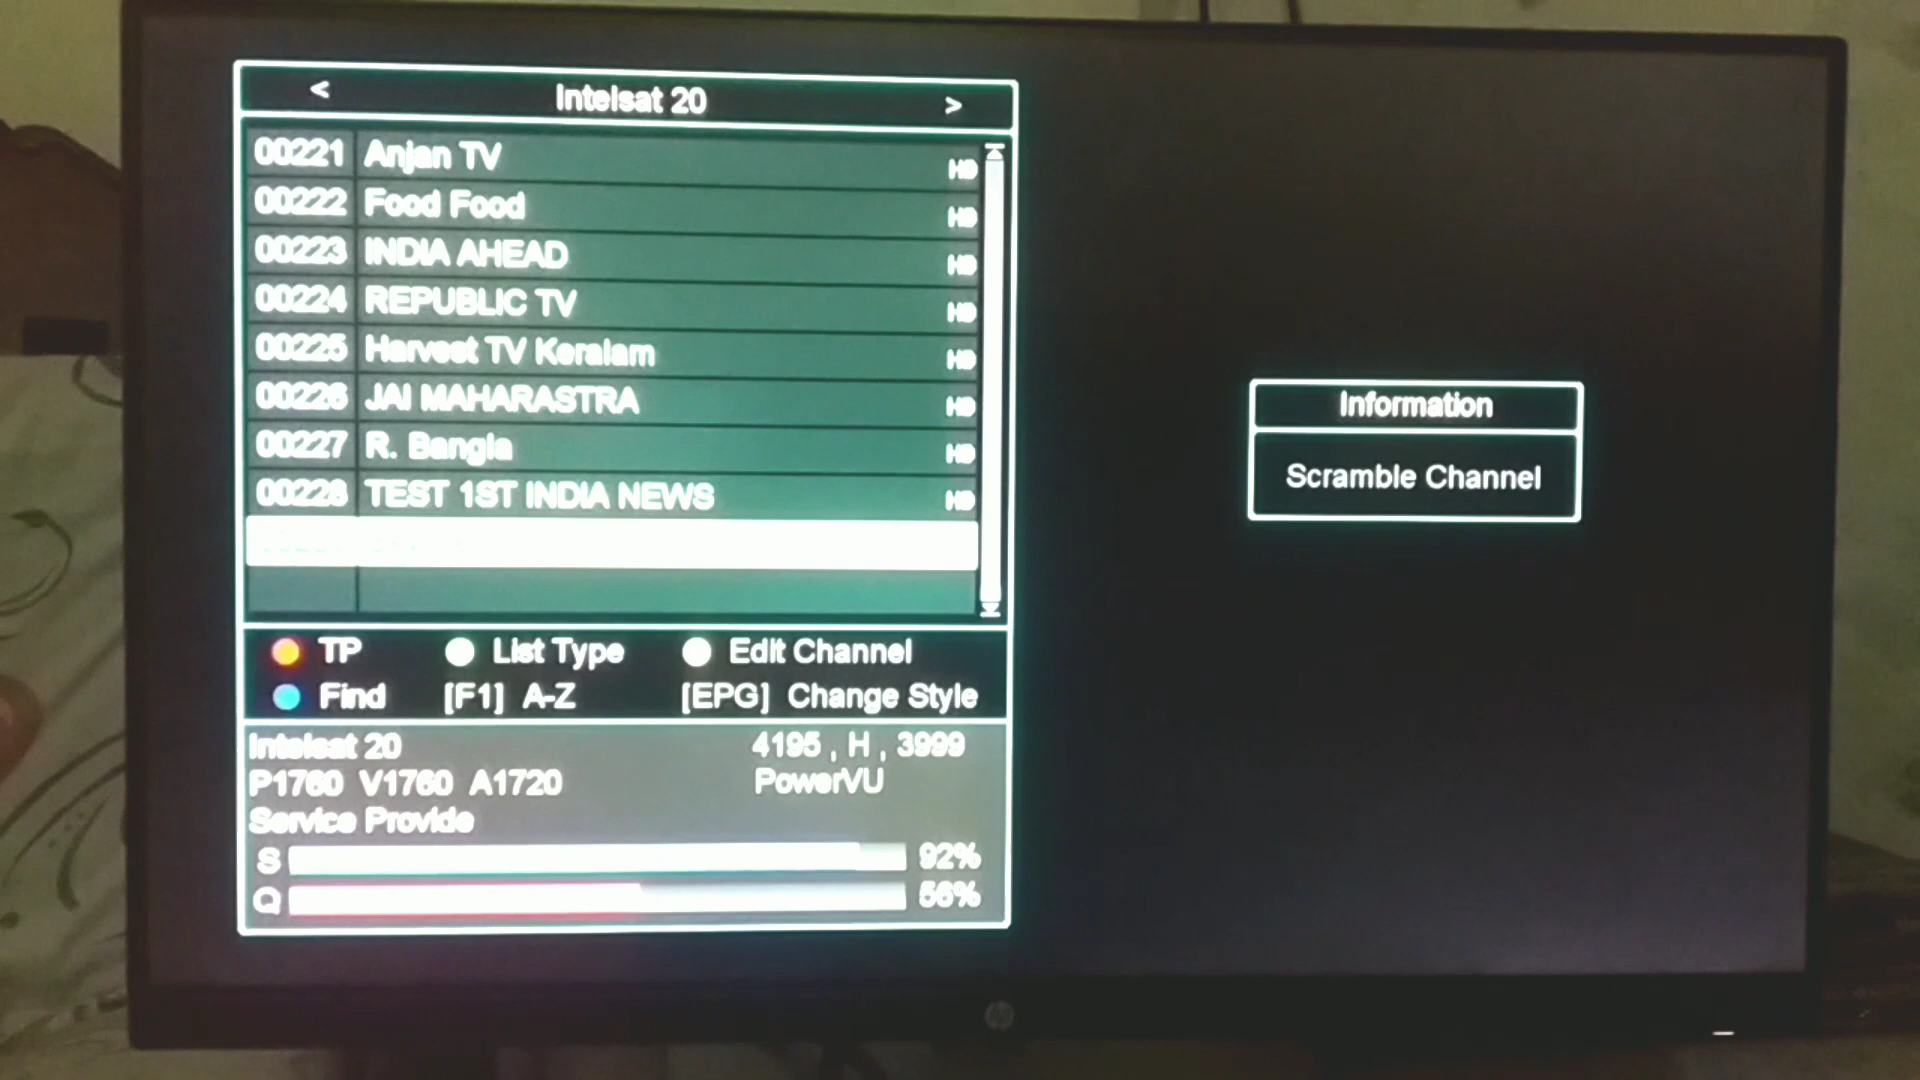 < Intelsat 20 >
00221 Anjan TV HD
00222 Food Food HD
00223 INDIA AHEAD HD
00224 REPUBLIC TV HD
00225 Harvest TV Keralam HD
00226 JAI MAHARASTRA HD
00227 R. Bangla HD
00228 TEST 1ST INDIA NEWS HD
TP List Type Edit Channel
Find [F1] A-Z [EPG] Change Style
Intelsat 20 4195 , H , 3999
P1760 V1760 A1720 PowerVU
Service Provide
S 92%
Q 56%
Information
Scramble Channel
hp